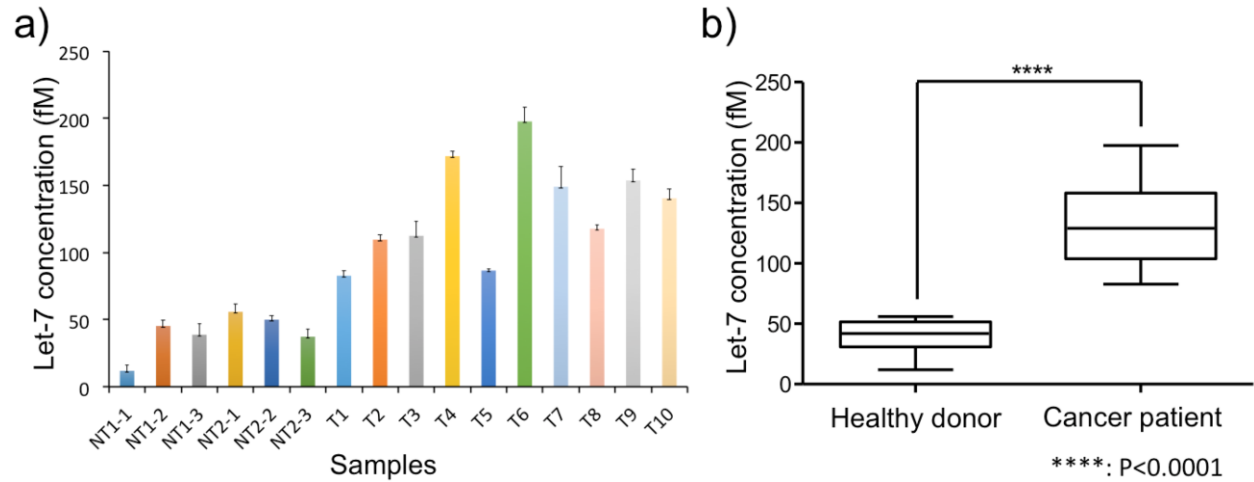 a)
Let-7 concentration (fM)
250
200
150
100
50
0
NT1-1
NT1-2
NT1-3
NT2-1
NT2-2
NT2-3
T1
T2
T3
T4
T5
T6
T7
T8
T9
T10
Samples
b)
Let-7 concentration (fM)
250
200
150
100
50
0
****
Healthy donor
Cancer patient
****: P<0.0001